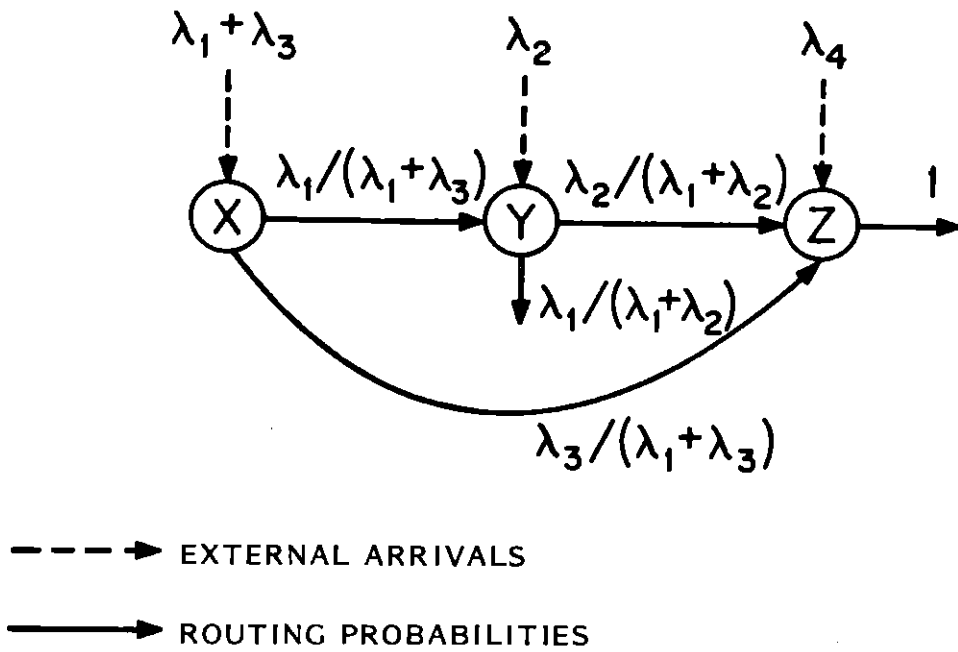 λ₁ + λ₃
λ₂
λ₄
λ₁/(λ₁+λ₃)
λ₂/(λ₁+λ₂)
1
X
Y
Z
λ₁/(λ₁+λ₂)
λ₃/(λ₁+λ₃)
EXTERNAL ARRIVALS
ROUTING PROBABILITIES